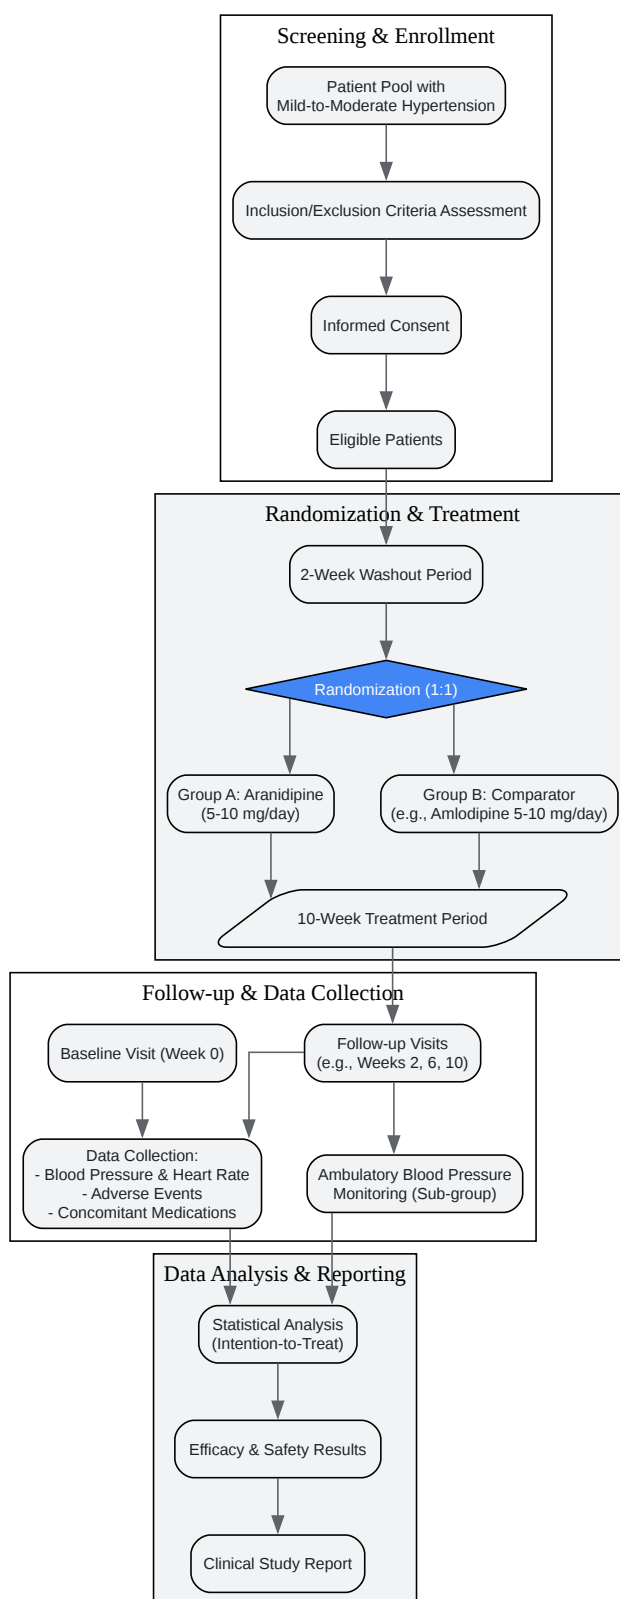 Screening & Enrollment
Patient Pool with
Mild-to-Moderate Hypertension
Inclusion/Exclusion Criteria Assessment
Informed Consent
Eligible Patients
Randomization & Treatment
2-Week Washout Period
Randomization (1:1)
Group A: Aranidipine
(5-10 mg/day)
Group B: Comparator
(e.g., Amlodipine 5-10 mg/day)
10-Week Treatment Period
Follow-up & Data Collection
Baseline Visit (Week 0)
Follow-up Visits
(e.g., Weeks 2, 6, 10)
Data Collection:
- Blood Pressure & Heart Rate
- Adverse Events
- Concomitant Medications
Ambulatory Blood Pressure
Monitoring (Sub-group)
Data Analysis & Reporting
Statistical Analysis
(Intention-to-Treat)
Efficacy & Safety Results
Clinical Study Report